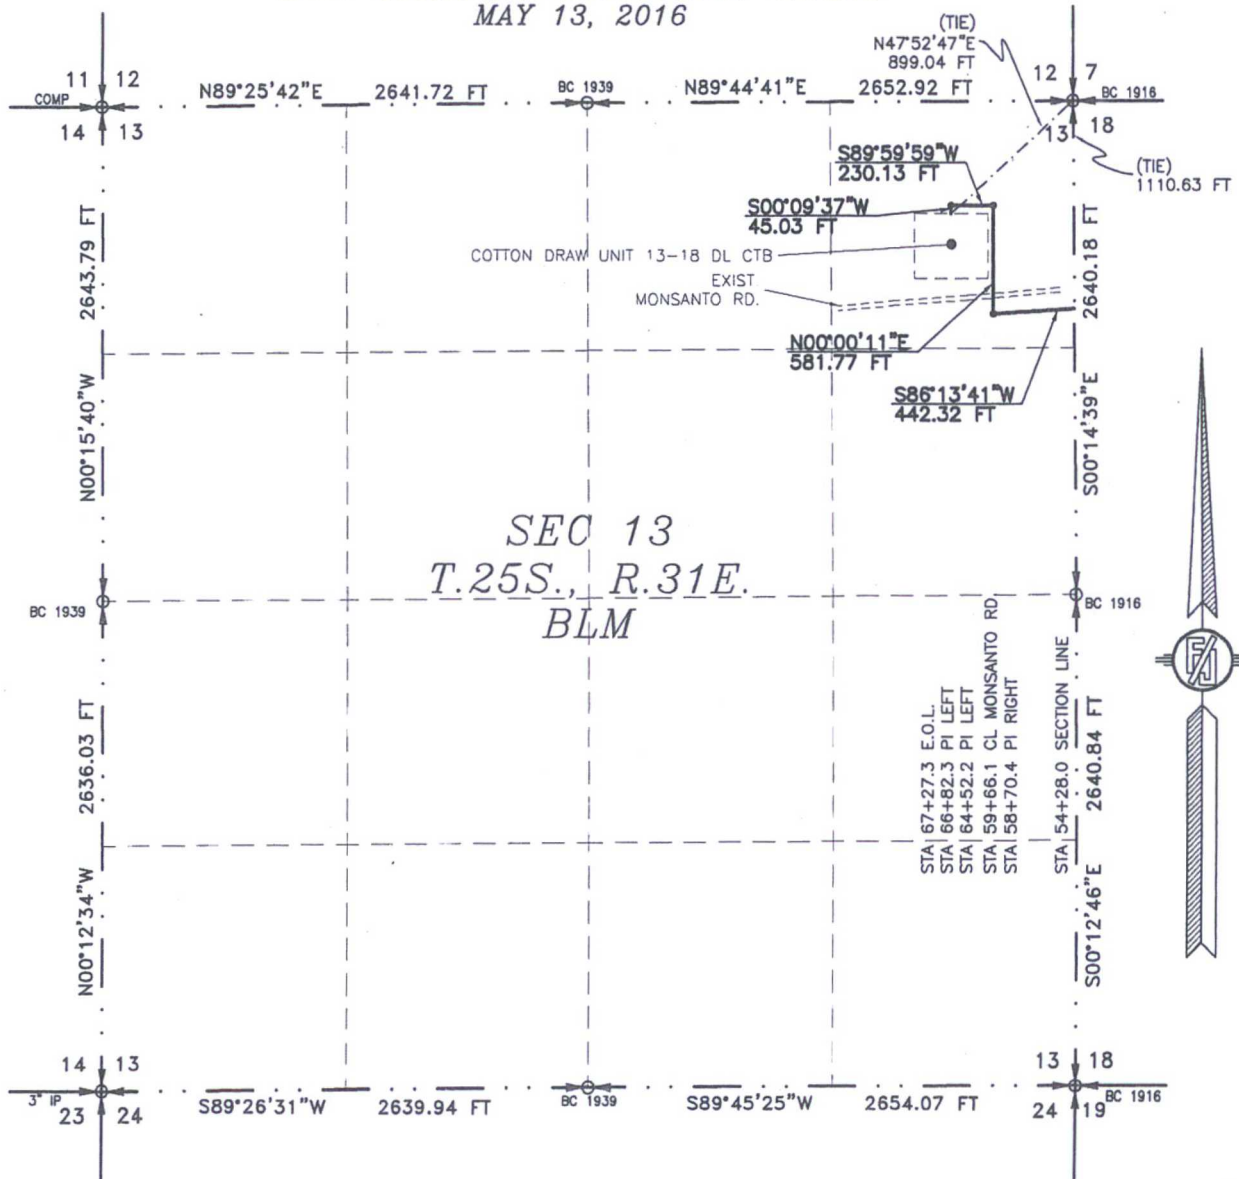 MAY 13, 2016
(TIE)
N47°52'47"E
899.04 FT
11 12
COMP
14 13
N89°25'42"E 2641.72 FT
BC 1939
N89°44'41"E 2652.92 FT
12 7
BC 1916
13 18
(TIE)
1110.63 FT
S89°59'59"W
230.13 FT
S00°09'37"W
45.03 FT
COTTON DRAW UNIT 13-18 DL CTB
EXIST
MONSANTO RD.
N00°00'11"E
581.77 FT
S86°13'41"W
442.32 FT
2643.79 FT
N00°15'40"W
2640.18 FT
S00°14'39"E
SEC 13
T.25S., R.31E.
BLM
BC 1939
BC 1916
2636.03 FT
N00°12'34"W
STA 67+27.3 E.O.L.
STA 66+82.3 PI LEFT
STA 64+52.2 PI LEFT
STA 59+66.1 CL MONSANTO RD
STA 58+70.4 PI RIGHT
STA 54+28.0 SECTION LINE
2640.84 FT
S00°12'46"E
14 13
3" IP
23 24
S89°26'31"W 2639.94 FT
BC 1939
S89°45'25"W 2654.07 FT
13 18
24 19
BC 1916